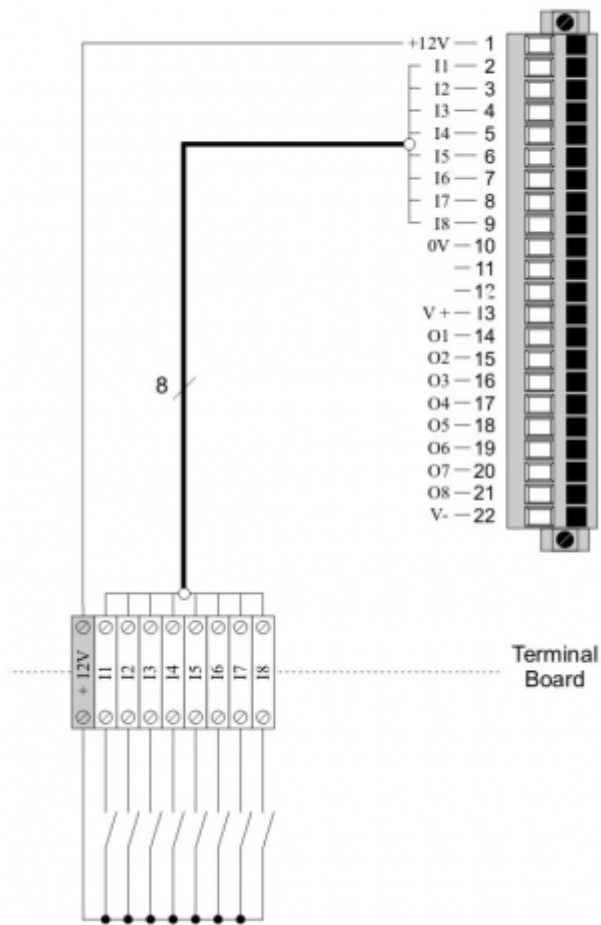 +12V — 1
I1 — 2
I2 — 3
I3 — 4
I4 — 5
I5 — 6
I6 — 7
I7 — 8
I8 — 9
0V — 10
— 11
— 12
V + — 13
O1 — 14
O2 — 15
O3 — 16
8
O4 — 17
O5 — 18
O6 — 19
O7 — 20
O8 — 21
V- — 22
+ 12V I1 I2 I3 I4 I5 I6 I7 I8
Terminal
Board